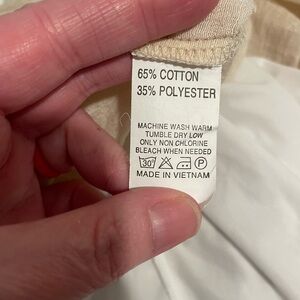 65% COTTON
35% POLYESTER
MACHINE WASH WARM
TUMBLE DRY LOW
ONLY NON CHLORINE
BLEACH WHEN NEEDED
30° P
MADE IN VIETNAM